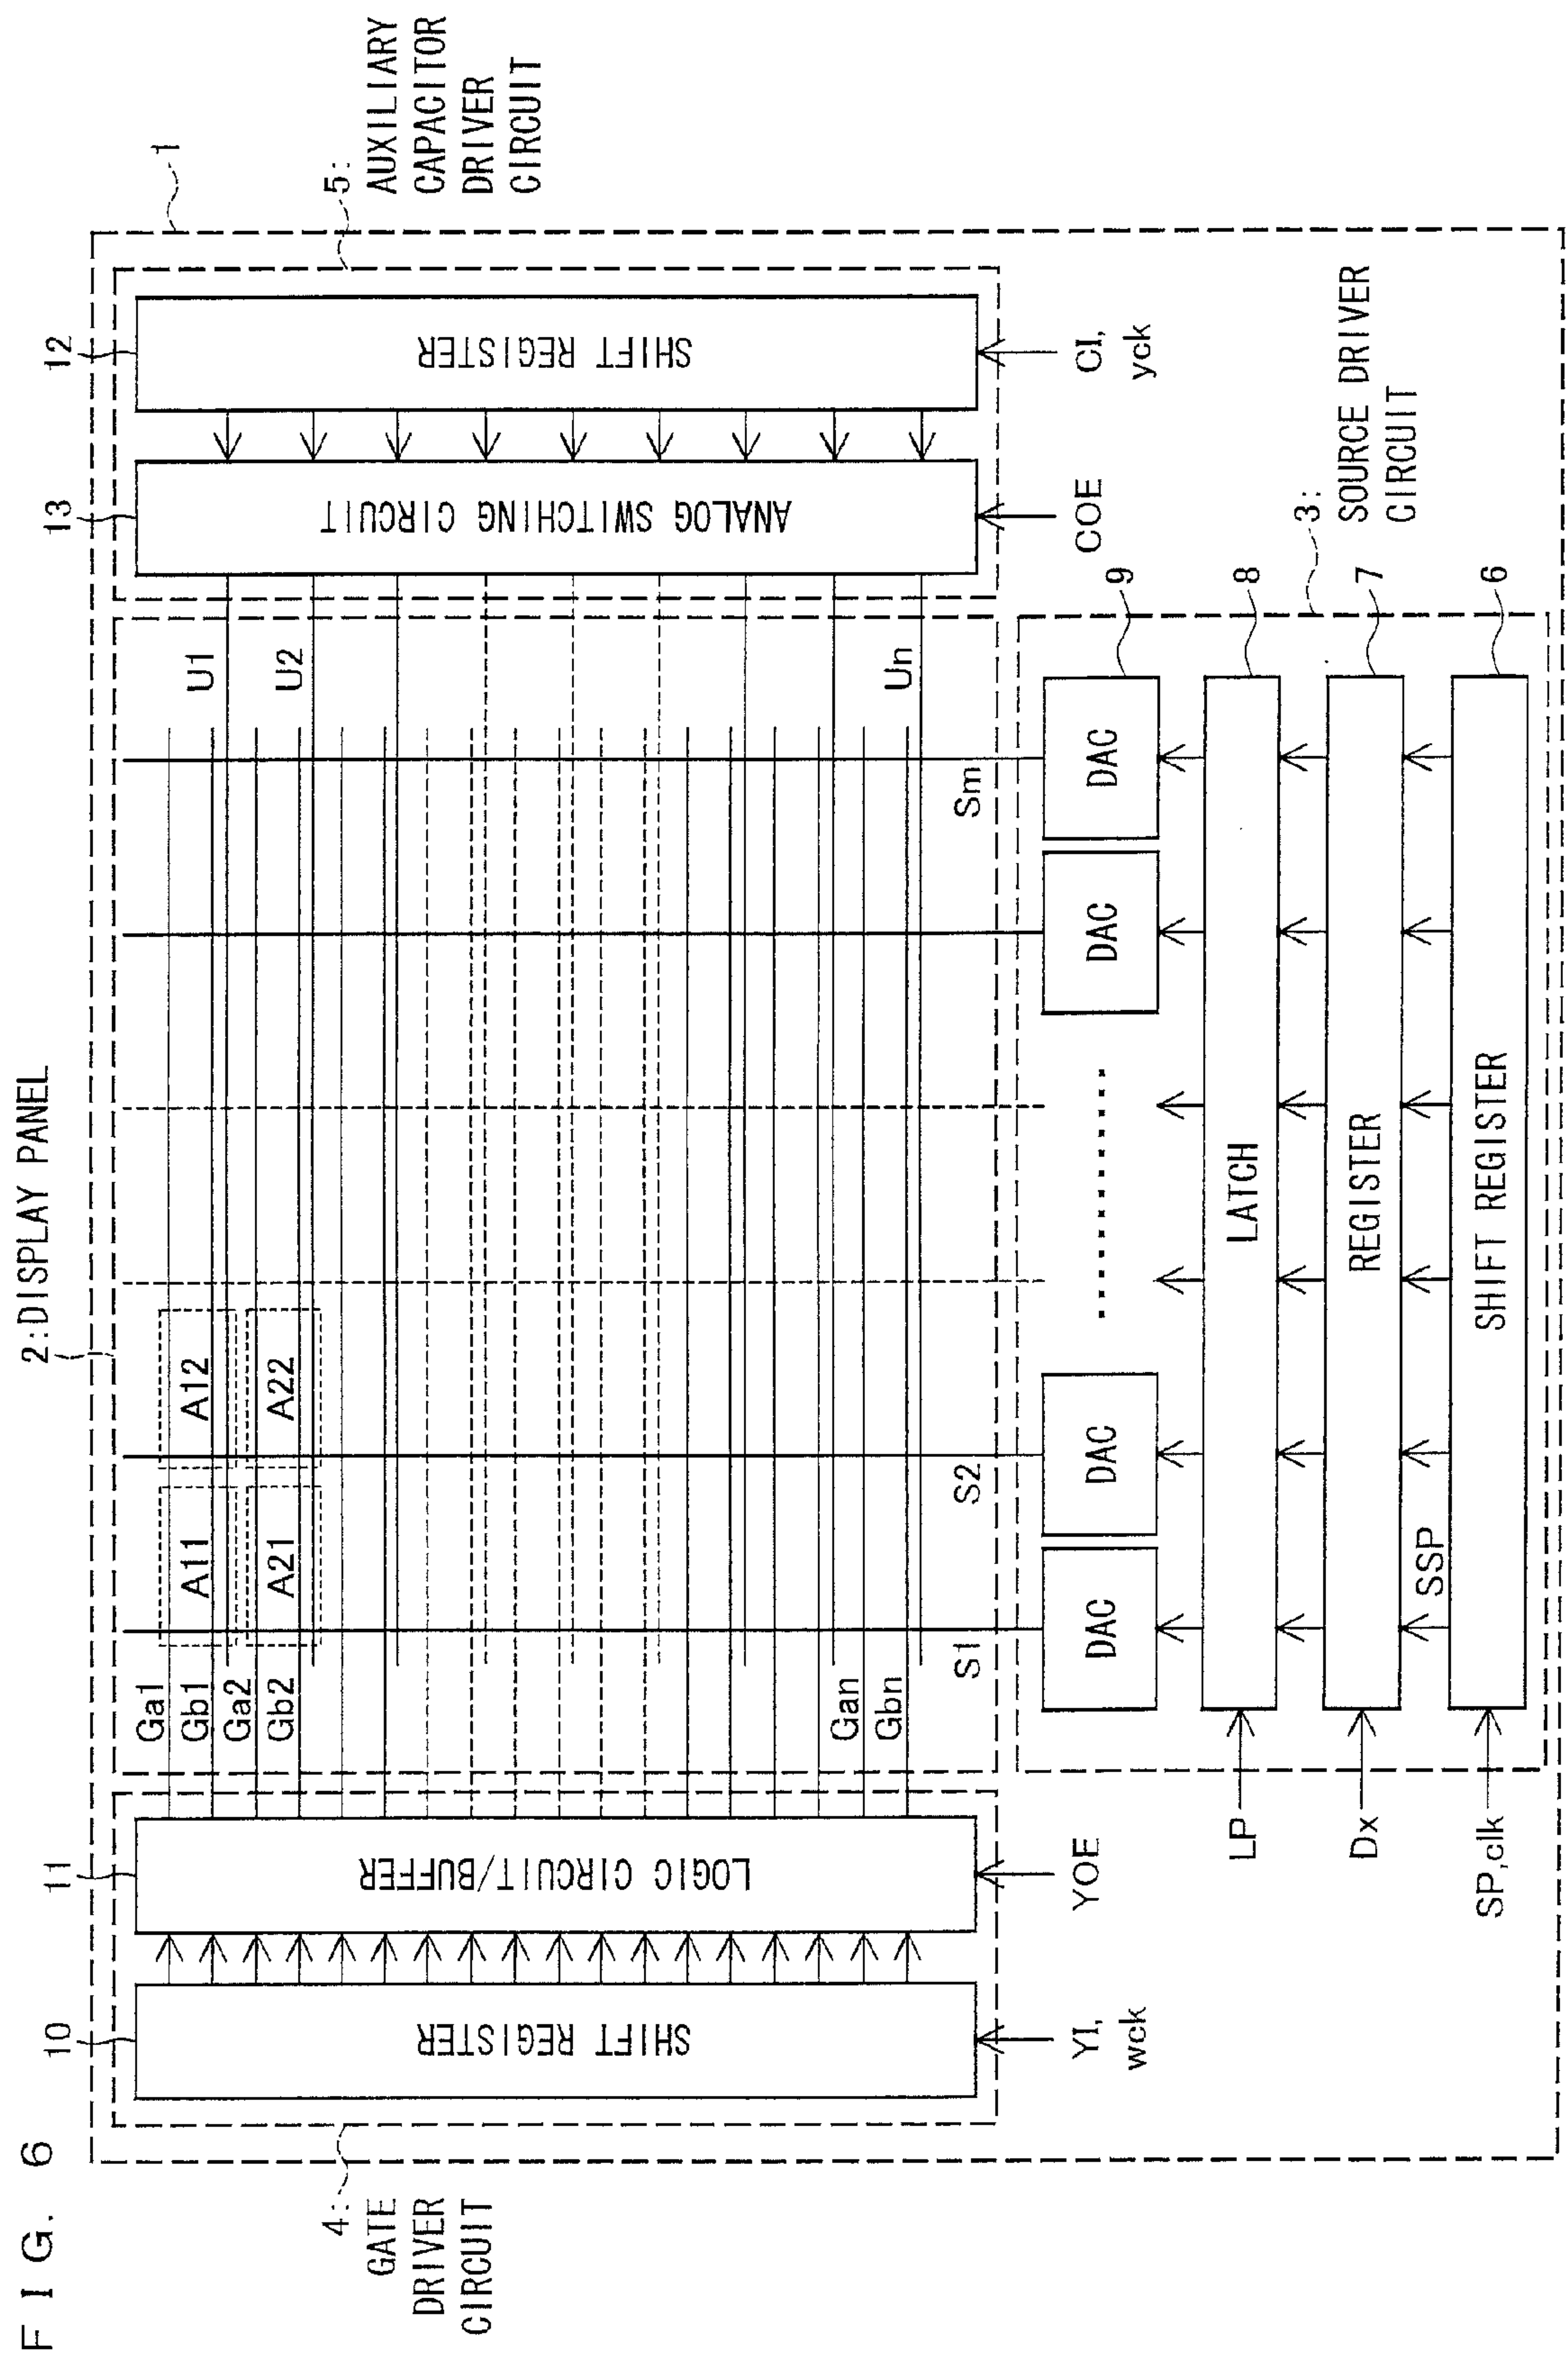 FIG. 6
2:DISPLAY PANEL
10
11
13
12
1
4:
GATE
DRIVER
CIRCUIT
5:
AUXILIARY
CAPACITOR
DRIVER
CIRCUIT
SHIFT REGISTER
LOGIC CIRCUIT/BUFFER
ANALOG SWITCHING CIRCUIT
SHIFT REGISTER
Ga1
Gb1
Ga2
Gb2
Gan
Gbn
A11
A12
A21
A22
U1
U2
Un
S1
S2
Sm
YI,
wck
YOE
COE
CI,
yck
3:
SOURCE DRIVER
CIRCUIT
DAC
DAC
DAC
DAC
9
LP
LATCH
8
Dx
REGISTER
7
SSP
SP,clk
SHIFT REGISTER
6